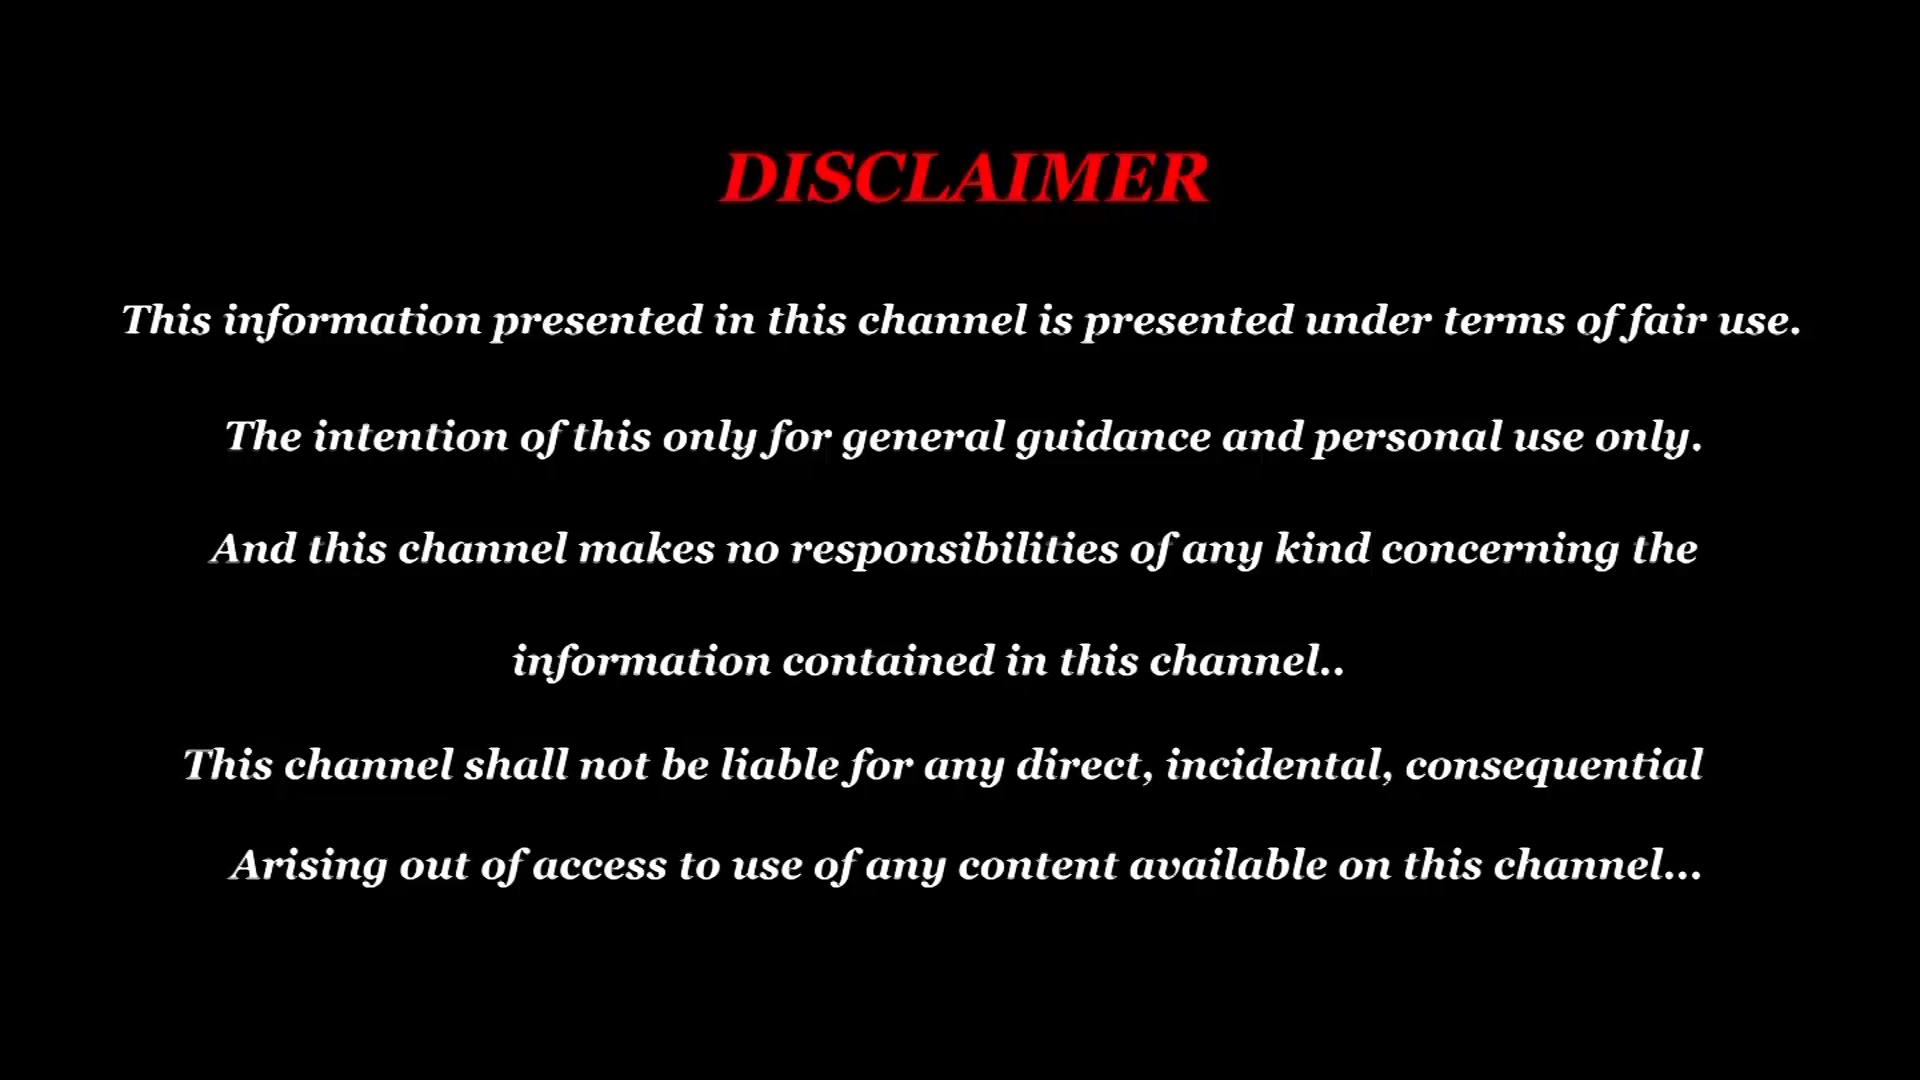 DISCLAIMER
This information presented in this channel is presented under terms of fair use.
The intention of this only for general guidance and personal use only.
And this channel makes no responsibilities of any kind concerning the
information contained in this channel..
This channel shall not be liable for any direct, incidental, consequential
Arising out of access to use of any content available on this channel...